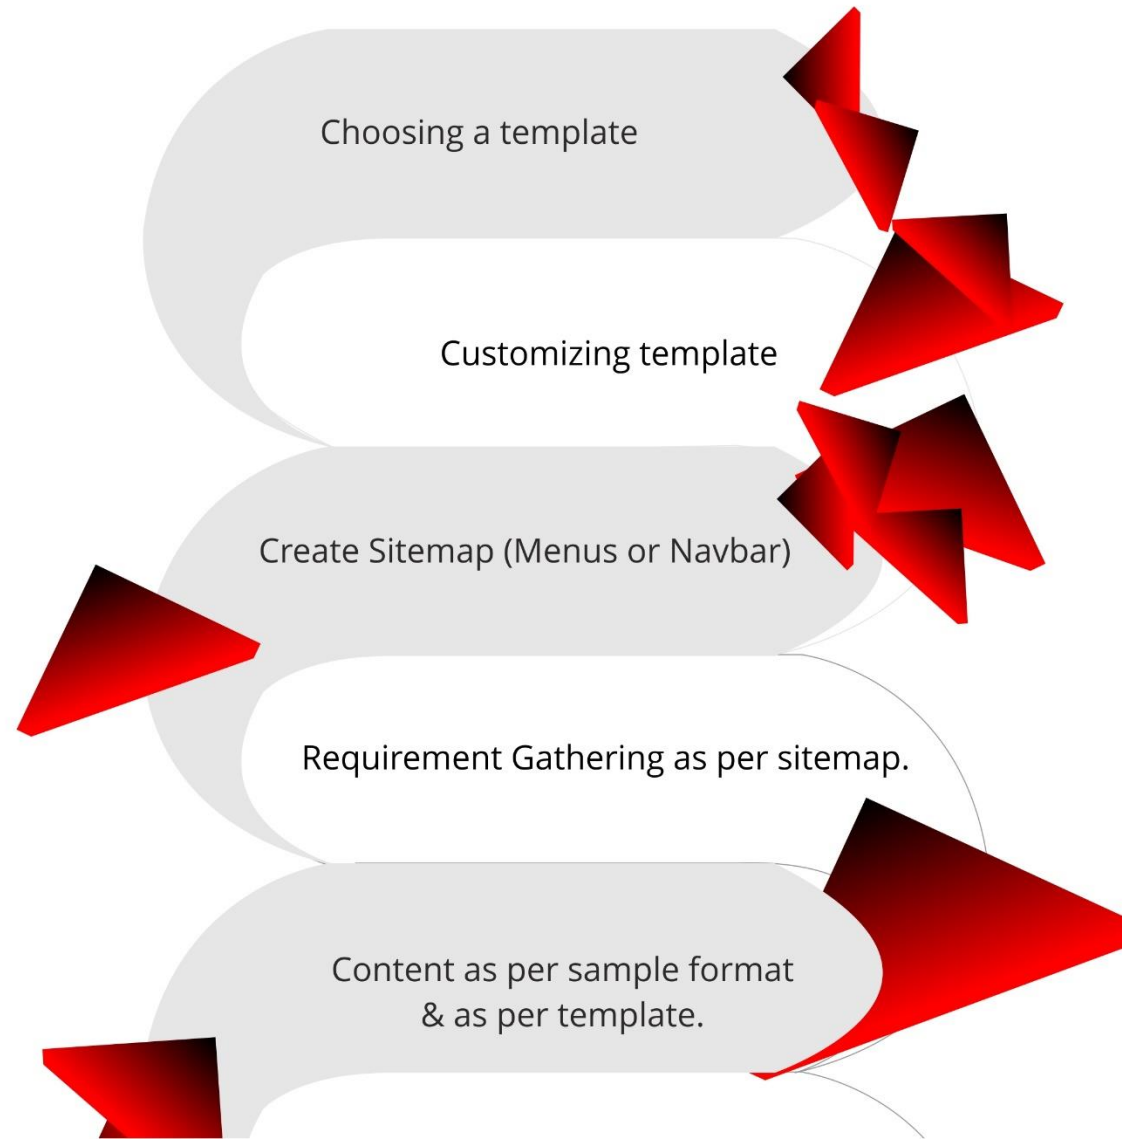 Choosing a template
Customizing template
Create Sitemap (Menus or Navbar)
Requirement Gathering as per sitemap.
Content as per sample format
& as per template.